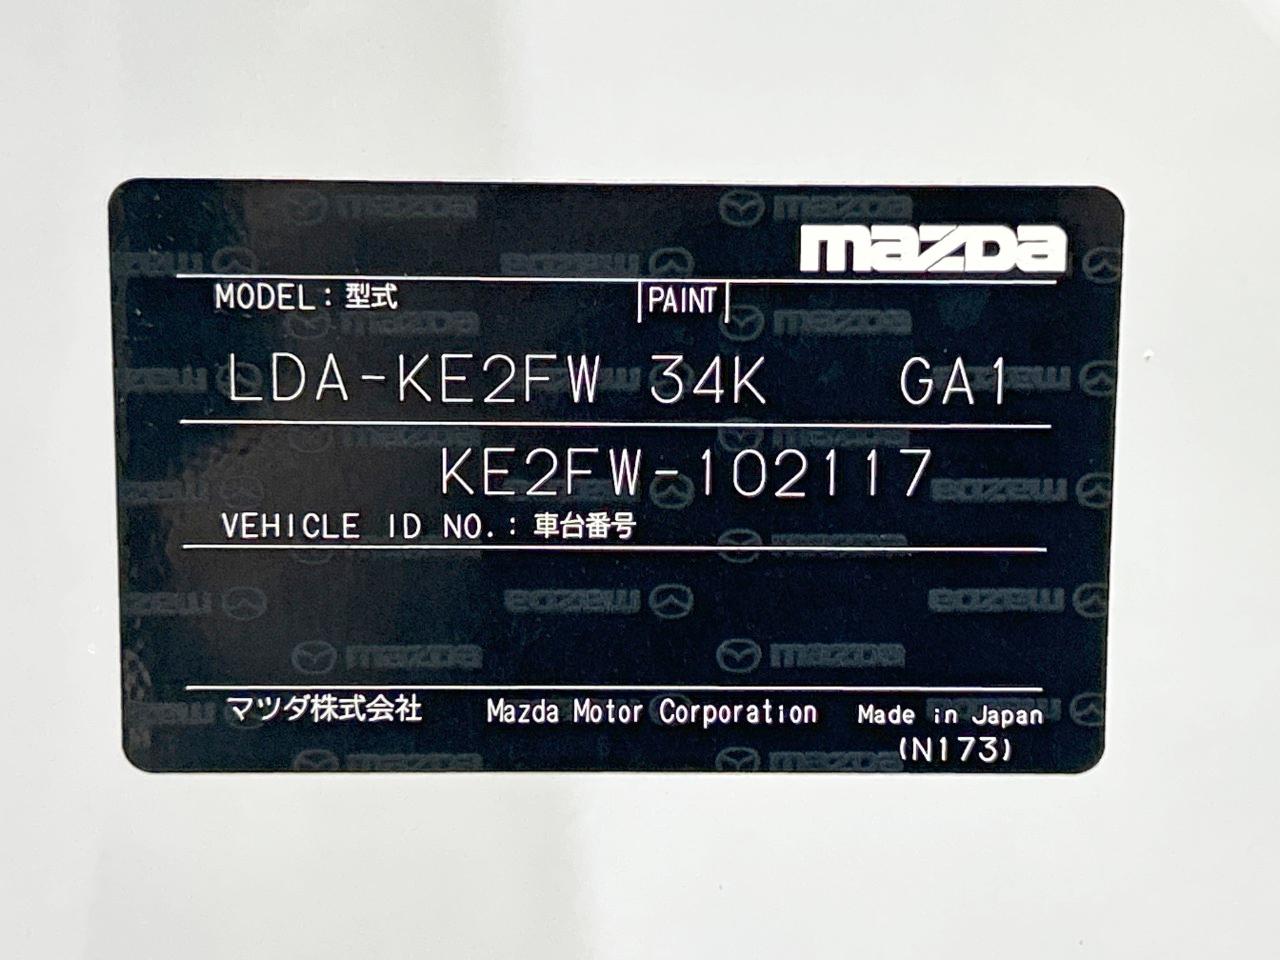 mazda
MODEL: 型式 PAINT
LDA-KE2FW 34K GA1
KE2FW-102117
VEHICLE ID NO.: 車台番号
マツダ株式会社 Mazda Motor Corporation Made in Japan
(N173)